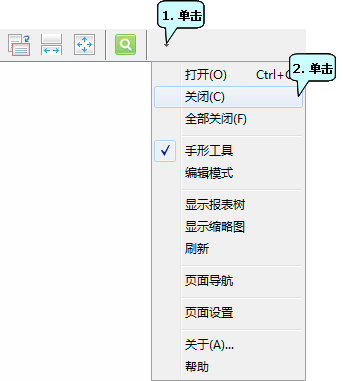 1. 单击
打开(O) Ctrl+
关闭(C)
2. 单击
全部关闭(F)
手形工具
编辑模式
显示报表树
显示缩略图
刷新
页面导航
页面设置
关于(A)...
帮助